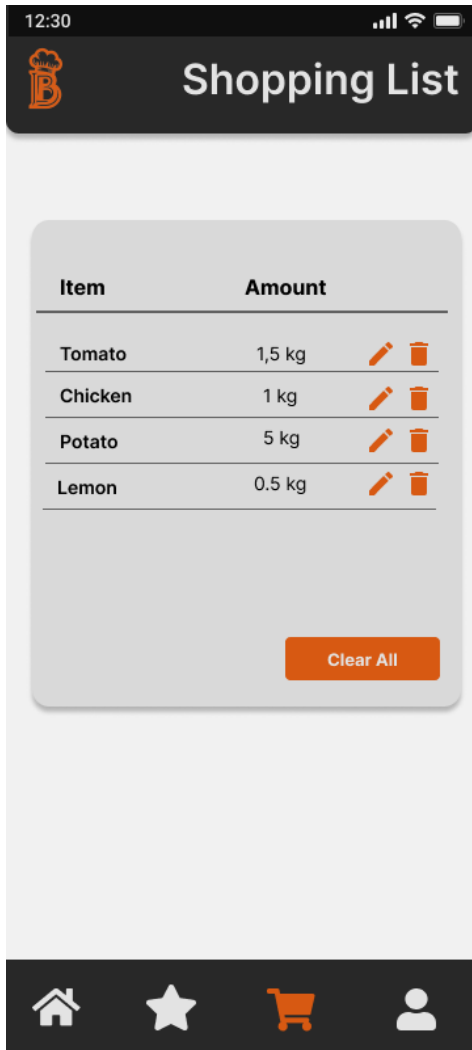 12:30
B
Shopping List
Item Amount
Tomato 1,5 kg
Chicken 1 kg
Potato 5 kg
Lemon 0.5 kg
Clear All